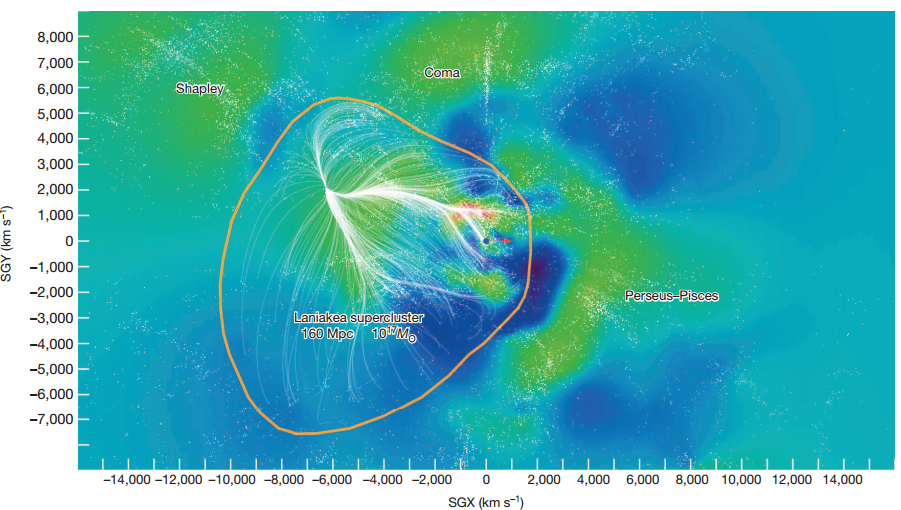 8,000
7,000
6,000
5,000
4,000
3,000
2,000
1,000
0
–1,000
–2,000
–3,000
–4,000
–5,000
–6,000
–7,000
SGY (km s⁻¹)
Shapley
Coma
Perseus–Pisces
Laniakea supercluster
160 Mpc 10¹⁷M☉
–14,000 –12,000 –10,000 –8,000 –6,000 –4,000 –2,000 0 2,000 4,000 6,000 8,000 10,000 12,000 14,000
SGX (km s⁻¹)